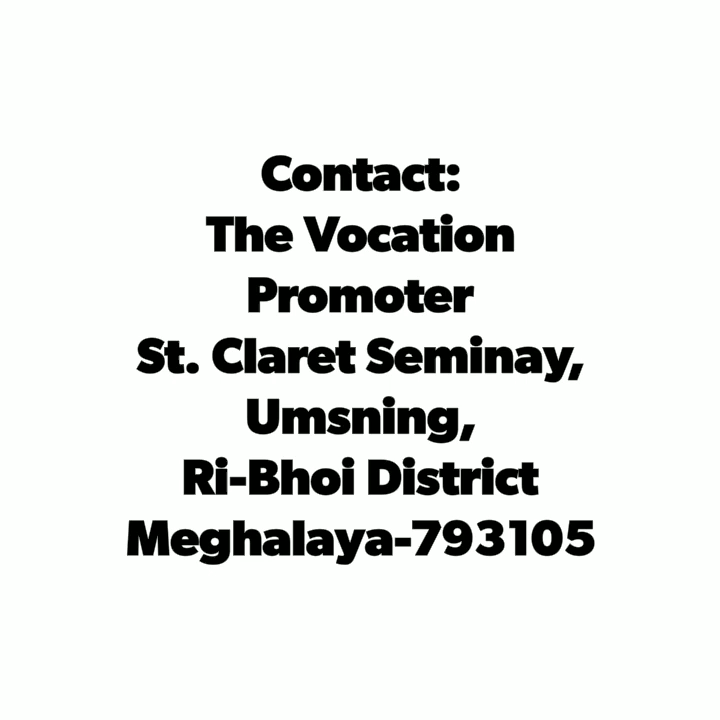 Contact:
The Vocation
Promoter
St. Claret Seminay,
Umsning,
Ri-Bhoi District
Meghalaya-793105